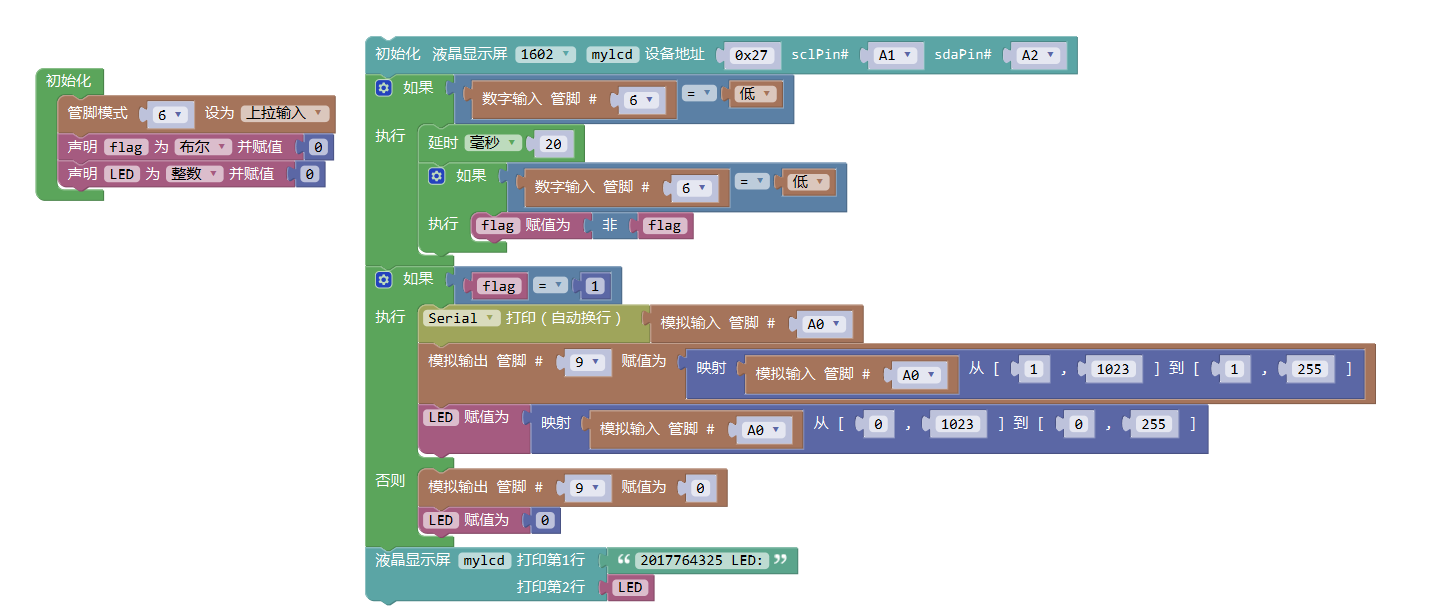 初始化 液晶显示屏 1602 mylcd 设备地址 0x27 sclPin# A1 sdaPin# A2
初始化
管脚模式 6 设为 上拉输入
声明 flag 为 布尔 并赋值 0
声明 LED 为 整数 并赋值 0
如果 数字输入 管脚 # 6 = 低
执行 延时 毫秒 20
如果 数字输入 管脚 # 6 = 低
执行 flag 赋值为 非 flag
如果 flag = 1
执行 Serial 打印(自动换行) 模拟输入 管脚 # A0
模拟输出 管脚 # 9 赋值为 映射 模拟输入 管脚 # A0 从 [ 1 , 1023 ] 到 [ 1 , 255 ]
LED 赋值为 映射 模拟输入 管脚 # A0 从 [ 0 , 1023 ] 到 [ 0 , 255 ]
否则 模拟输出 管脚 # 9 赋值为 0
LED 赋值为 0
液晶显示屏 mylcd 打印第1行 “ 2017764325 LED: ”
打印第2行 LED